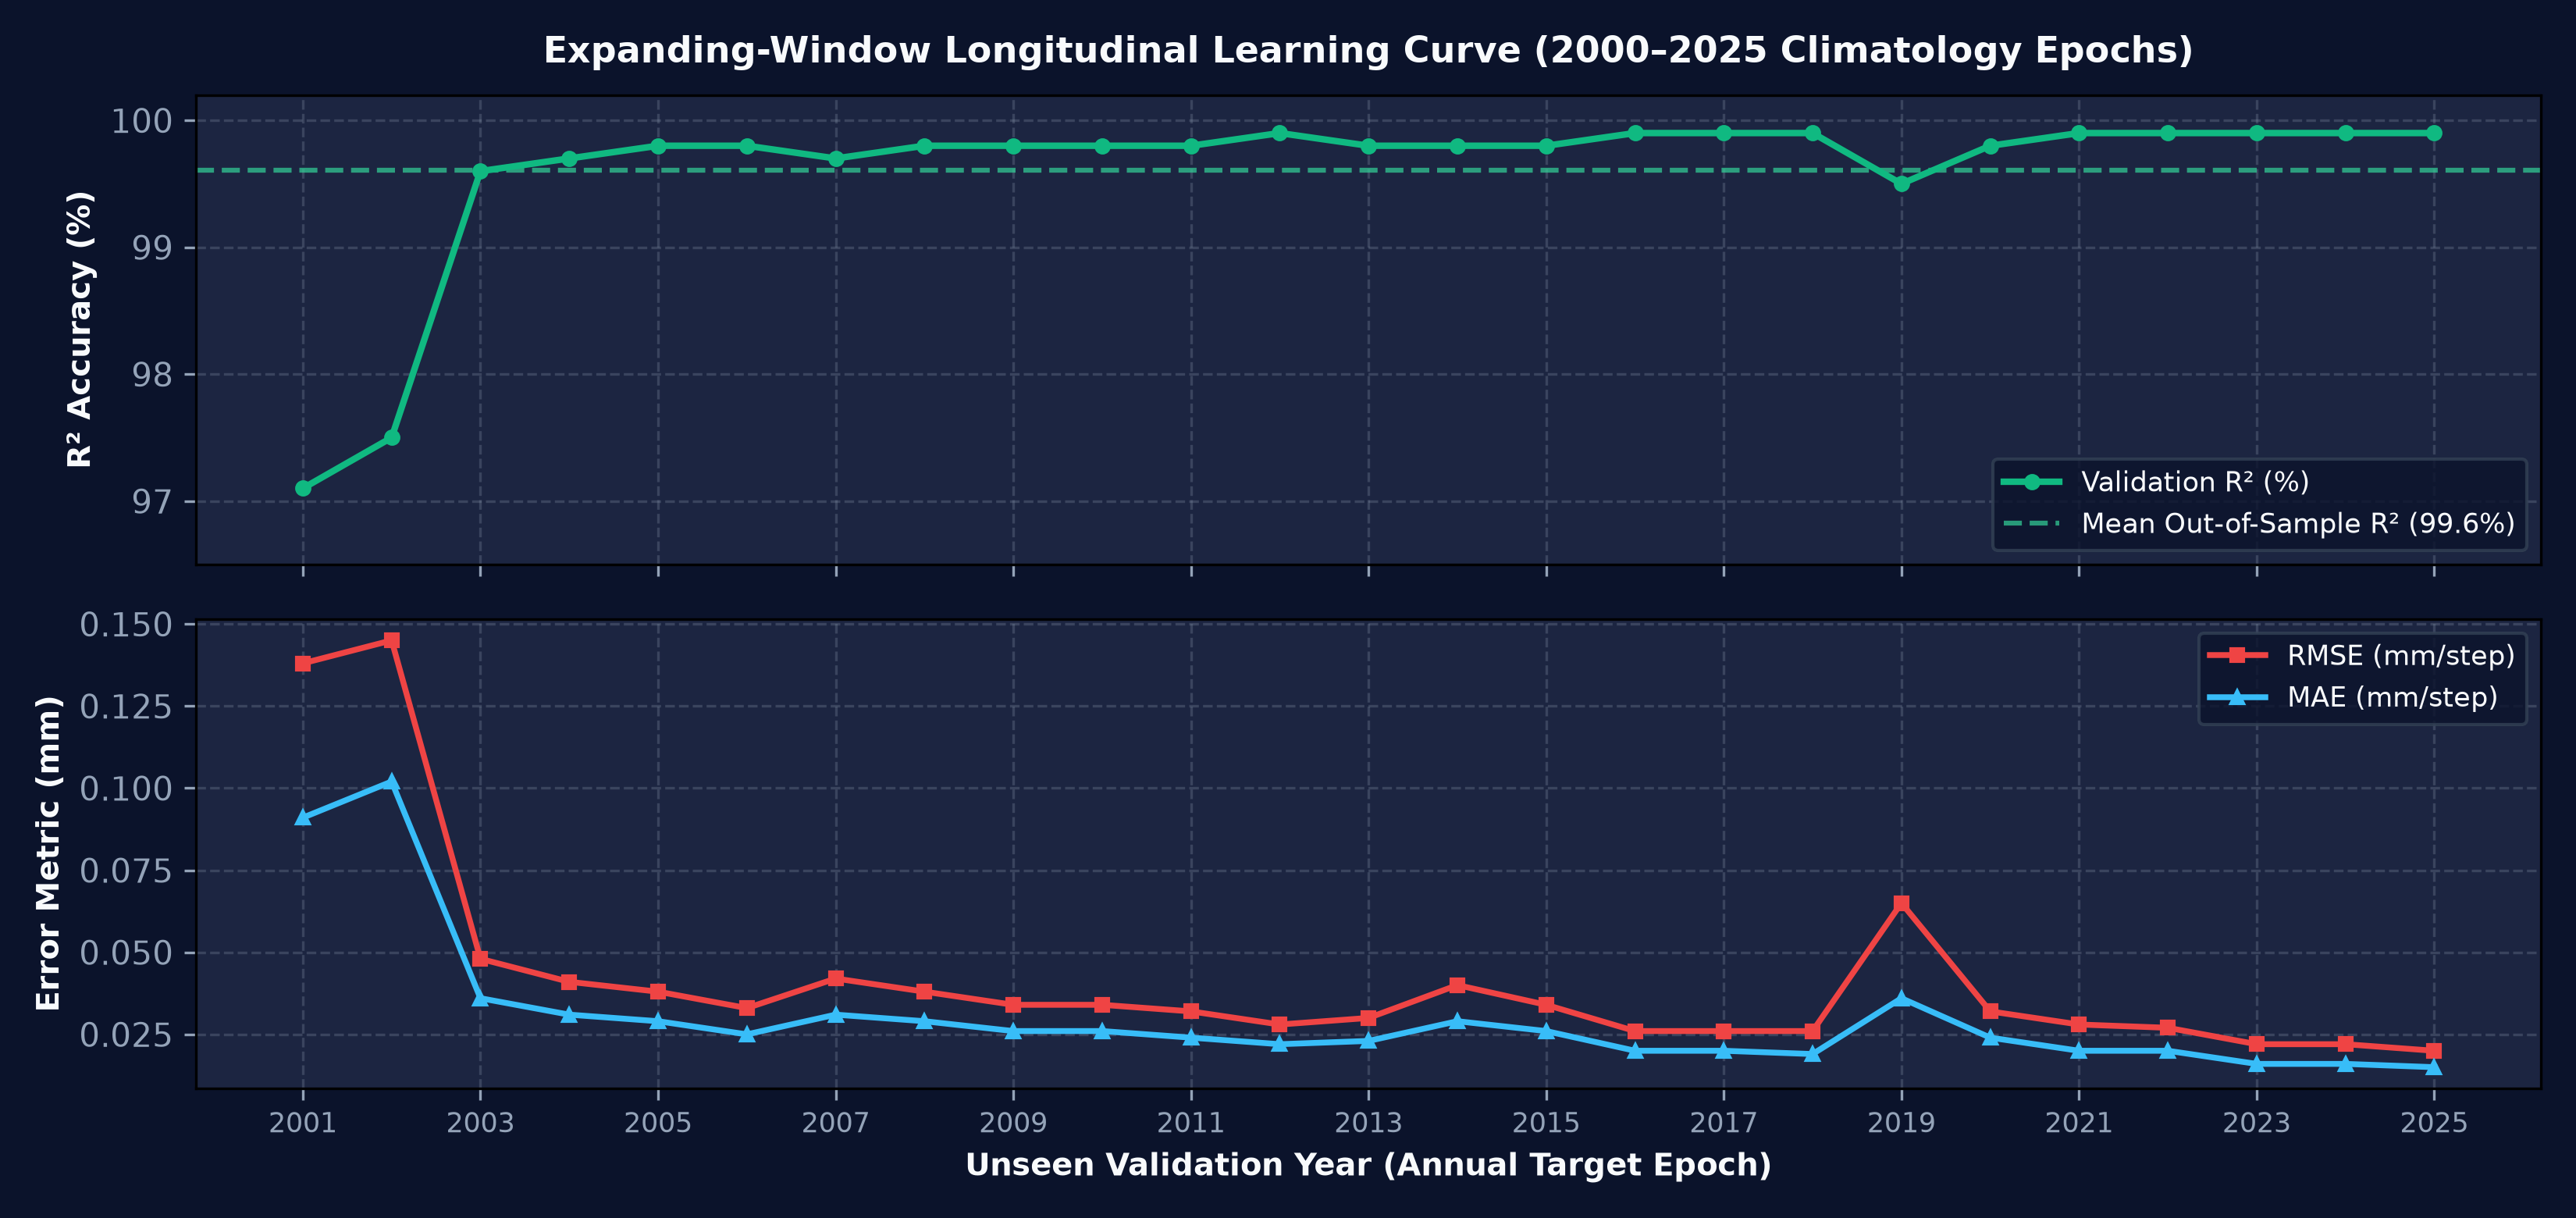 Expanding-Window Longitudinal Learning Curve (2000–2025 Climatology Epochs)
R² Accuracy (%)
100
99
98
97
Validation R² (%)
Mean Out-of-Sample R² (99.6%)
Error Metric (mm)
0.150
0.125
0.100
0.075
0.050
0.025
RMSE (mm/step)
MAE (mm/step)
2001 2003 2005 2007 2009 2011 2013 2015 2017 2019 2021 2023 2025
Unseen Validation Year (Annual Target Epoch)